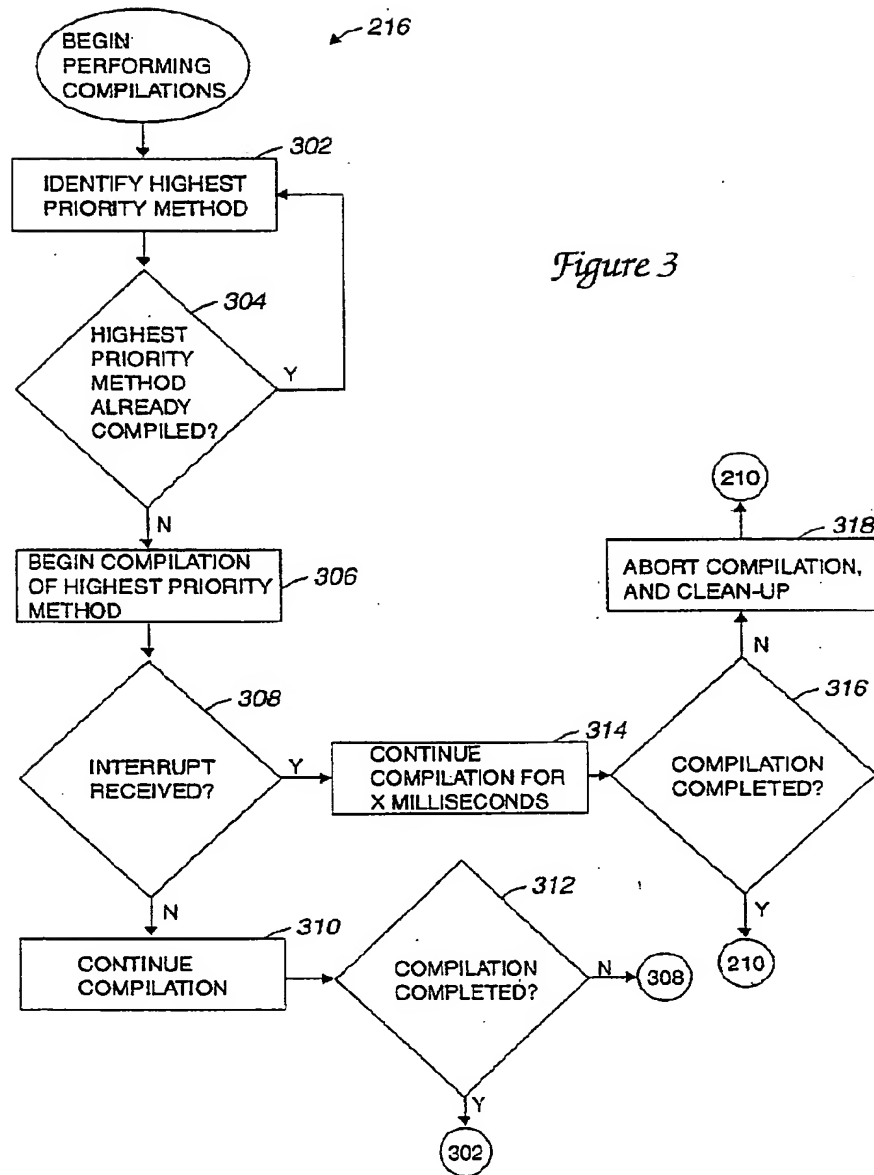 216
BEGIN
PERFORMING
COMPILATIONS
302
IDENTIFY HIGHEST
PRIORITY METHOD
Figure 3
304
HIGHEST
PRIORITY
METHOD
ALREADY
COMPILED?
Y
N
BEGIN COMPILATION
OF HIGHEST PRIORITY
METHOD
306
210
318
ABORT COMPILATION,
AND CLEAN-UP
N
308
INTERRUPT
RECEIVED?
Y
314
CONTINUE
COMPILATION FOR
X MILLISECONDS
316
COMPILATION
COMPLETED?
Y
210
N
310
CONTINUE
COMPILATION
312
COMPILATION
COMPLETED?
N
308
Y
302